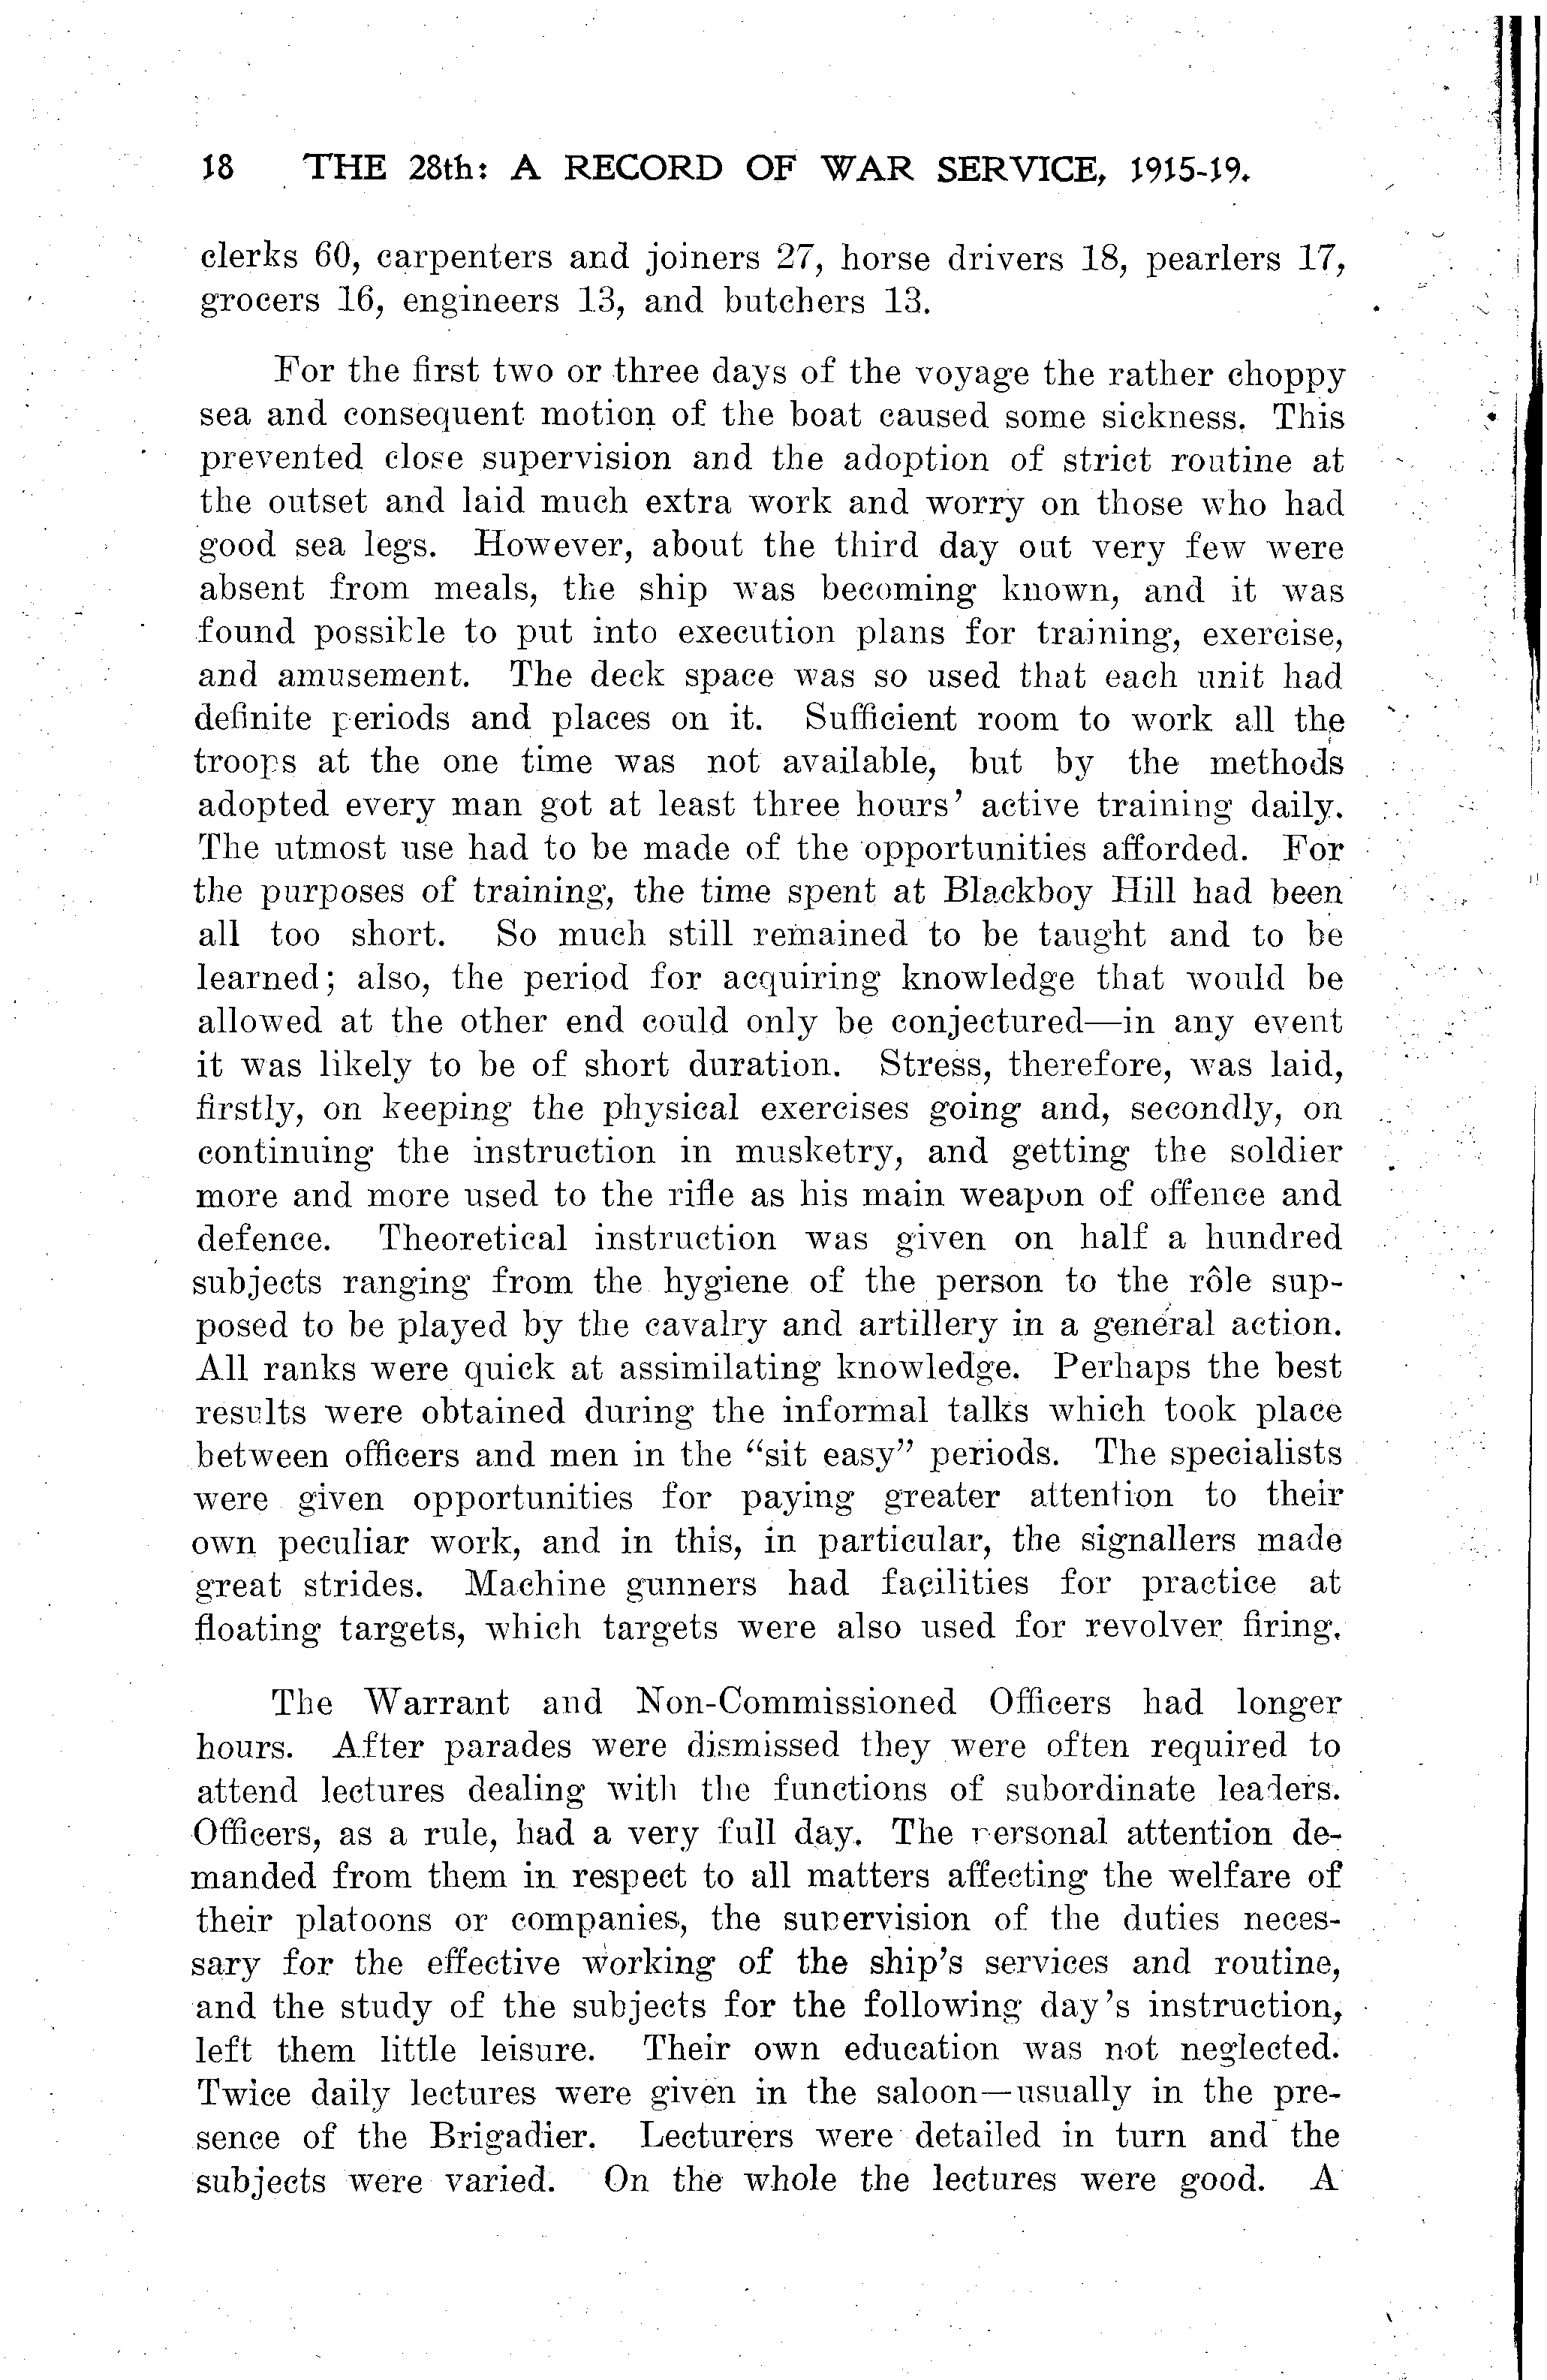 18 THE 28th: A RECORD OF WAR SERVICE, 1915-19.
clerks 60, carpenters and joiners 27, horse drivers 18, pearlers 17,
grocers 16, engineers 13, and butchers 13.
For the first two or three days of the voyage the rather choppy
sea and consequent motion of the boat caused some sickness. This
prevented close supervision and the adoption of strict routine at
the outset and laid much extra work and worry on those who had
good sea legs. However, about the third day out very few were
absent from meals, the ship was becoming known, and it was
found possible to put into execution plans for training, exercise,
and amusement. The deck space was so used that each unit had
definite periods and places on it. Sufficient room to work all the
troops at the one time was not available, but by the methods
adopted every man got at least three hours' active training daily.
The utmost use had to be made of the opportunities afforded. For
the purposes of training, the time spent at Blackboy Hill had been
all too short. So much still remained to be taught and to be
learned; also, the period for acquiring knowledge that would be
allowed at the other end could only be conjectured—in any event
it was likely to be of short duration. Stress, therefore, was laid,
firstly, on keeping the physical exercises going and, secondly, on
continuing the instruction in musketry, and getting the soldier
more and more used to the rifle as his main weapon of offence and
defence. Theoretical instruction was given on half a hundred
subjects ranging from the hygiene of the person to the rôle sup-
posed to be played by the cavalry and artillery in a general action.
All ranks were quick at assimilating knowledge. Perhaps the best
results were obtained during the informal talks which took place
between officers and men in the "sit easy" periods. The specialists
were given opportunities for paying greater attention to their
own peculiar work, and in this, in particular, the signallers made
great strides. Machine gunners had facilities for practice at
floating targets, which targets were also used for revolver firing.
The Warrant and Non-Commissioned Officers had longer
hours. After parades were dismissed they were often required to
attend lectures dealing with the functions of subordinate leaders.
Officers, as a rule, had a very full day. The personal attention de-
manded from them in respect to all matters affecting the welfare of
their platoons or companies, the supervision of the duties neces-
sary for the effective working of the ship's services and routine,
and the study of the subjects for the following day's instruction,
left them little leisure. Their own education was not neglected.
Twice daily lectures were given in the saloon—usually in the pre-
sence of the Brigadier. Lecturers were detailed in turn and the
subjects were varied. On the whole the lectures were good. A